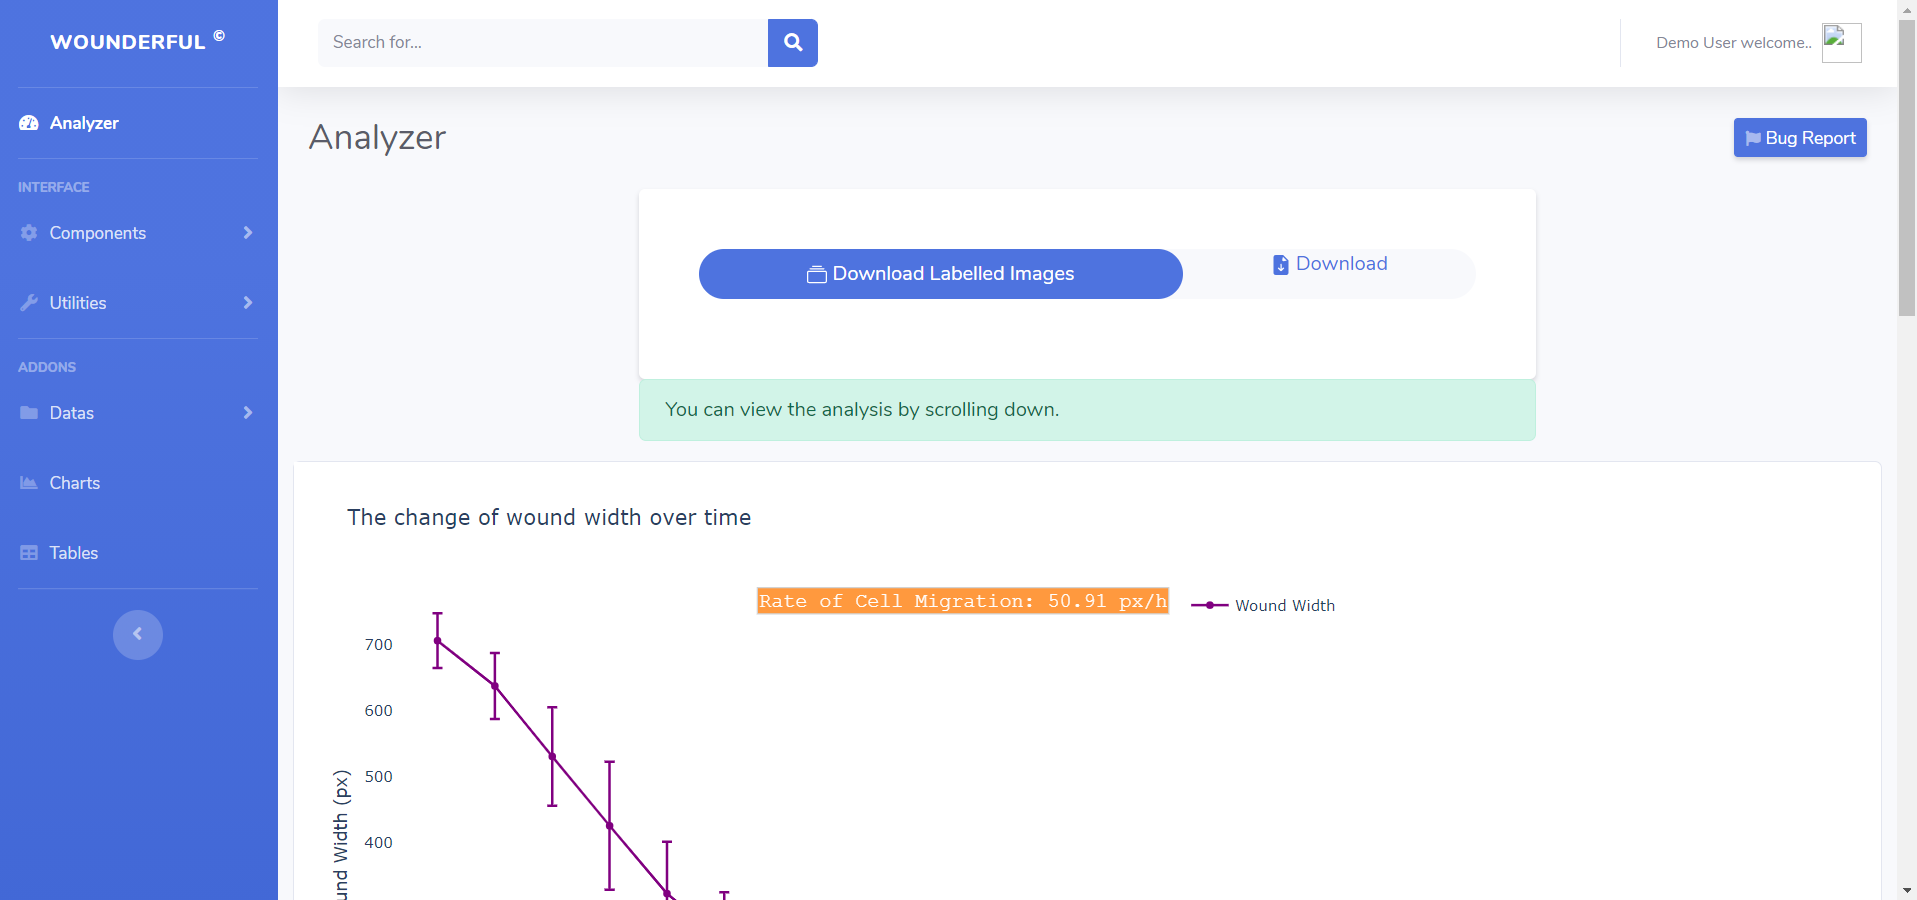 WOUNDERFUL ©
Search for...
Demo User welcome..
Analyzer
Analyzer
Bug Report
INTERFACE
Components
Utilities
ADDONS
Datas
Charts
Tables
Download Labelled Images
Download
You can view the analysis by scrolling down.
The change of wound width over time
Rate of Cell Migration: 50.91 px/h
Wound Width
700
600
500
400
und Width (px)